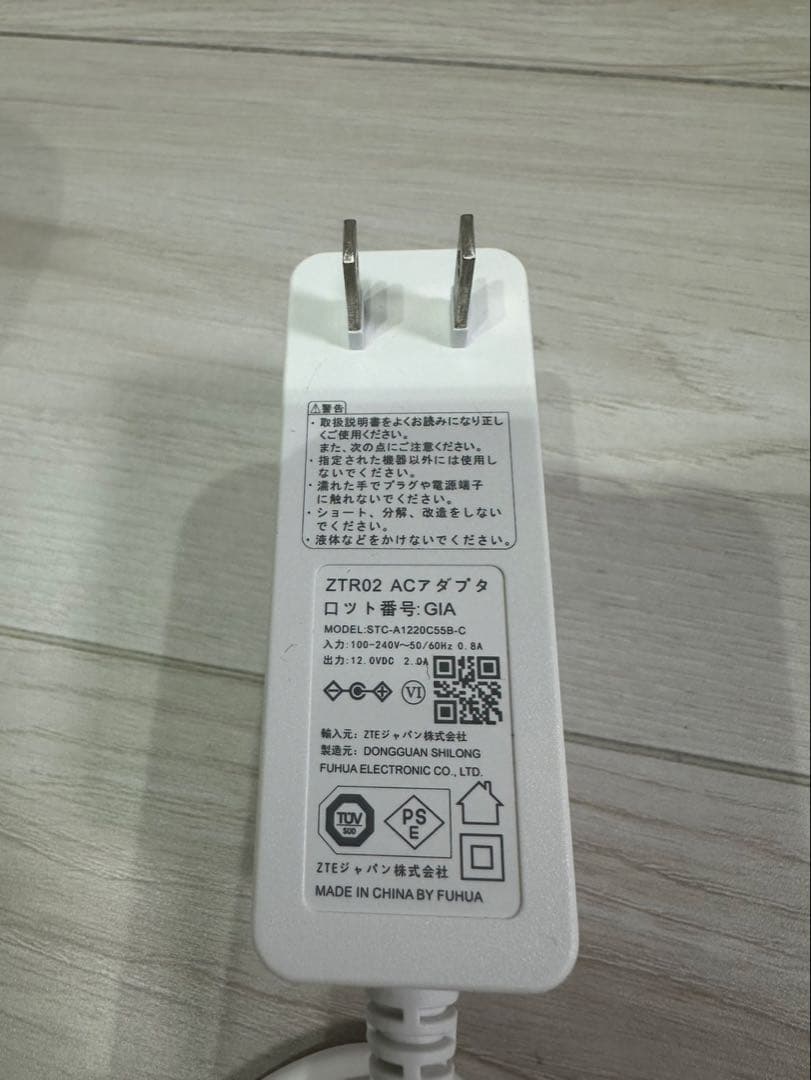 ⚠警告
・取扱説明書をよくお読みになり正し
くご使用ください。
また、次の点にご注意ください。
・指定された機器以外には使用し
ないでください。
・濡れた手でプラグや電源端子
に触れないでください。
・ショート、分解、改造をしない
でください。
・液体などをかけないでください。
ZTR02 ACアダプタ
ロット番号:GIA
MODEL:STC-A1220C55B-C
入力:100-240V～50/60Hz 0.8A
出力:12.0VDC 2.0A
VI
輸入元: ZTEジャパン株式会社
製造元: DONGGUAN SHILONG
FUHUA ELECTRONIC CO., LTD.
TÜV
SÜD
PS
E
ZTEジャパン株式会社
MADE IN CHINA BY FUHUA